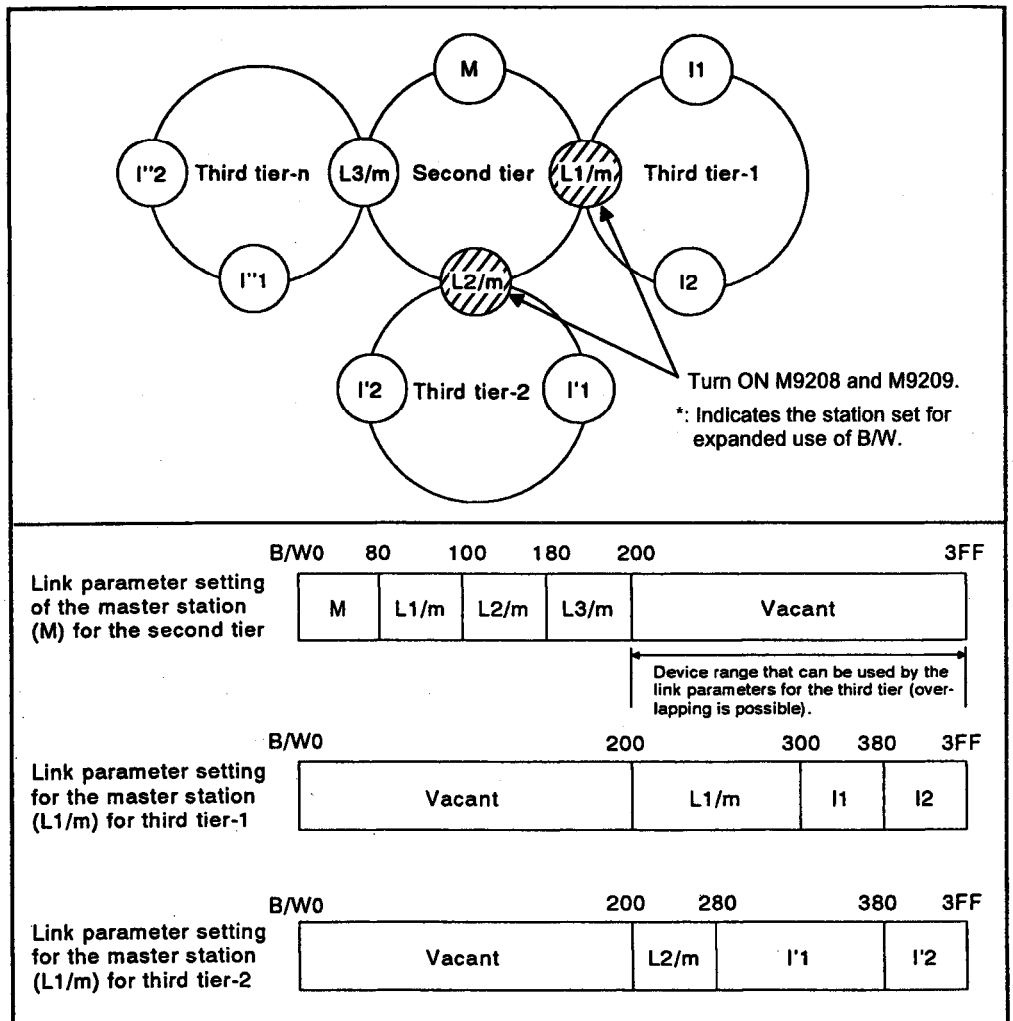 M
I1
I"2
Third tier-n
L3/m
Second tier
L1/m
Third tier-1
I"1
L2/m
I2
I'2
Third tier-2
I'1
Turn ON M9208 and M9209.
*: Indicates the station set for
expanded use of B/W.
B/W0 80 100 180 200 3FF
Link parameter setting
of the master station
(M) for the second tier
M L1/m L2/m L3/m Vacant
Device range that can be used by the
link parameters for the third tier (over-
lapping is possible).
B/W0 200 300 380 3FF
Link parameter setting
for the master station
(L1/m) for third tier-1
Vacant L1/m I1 I2
B/W0 200 280 380 3FF
Link parameter setting
for the master station
(L1/m) for third tier-2
Vacant L2/m I'1 I'2